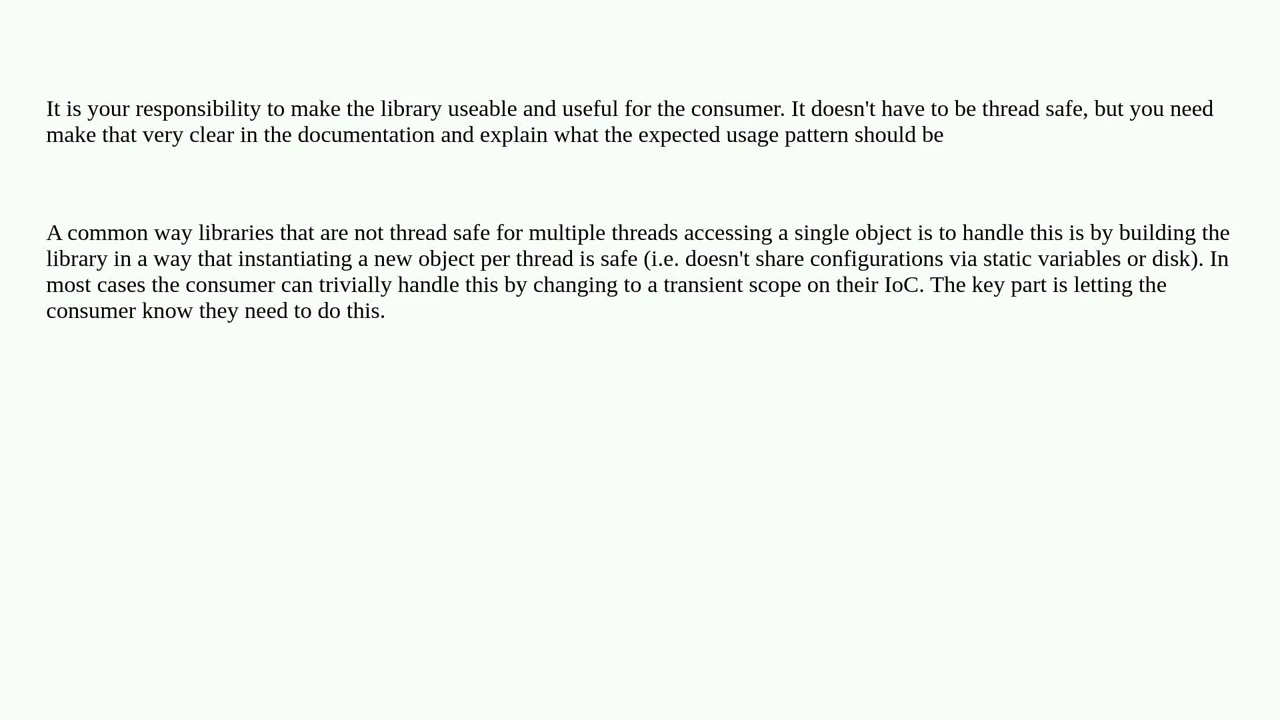 It is your responsibility to make the library useable and useful for the consumer. It doesn't have to be thread safe, but you need
make that very clear in the documentation and explain what the expected usage pattern should be
A common way libraries that are not thread safe for multiple threads accessing a single object is to handle this is by building the
library in a way that instantiating a new object per thread is safe (i.e. doesn't share configurations via static variables or disk). In
most cases the consumer can trivially handle this by changing to a transient scope on their IoC. The key part is letting the
consumer know they need to do this.